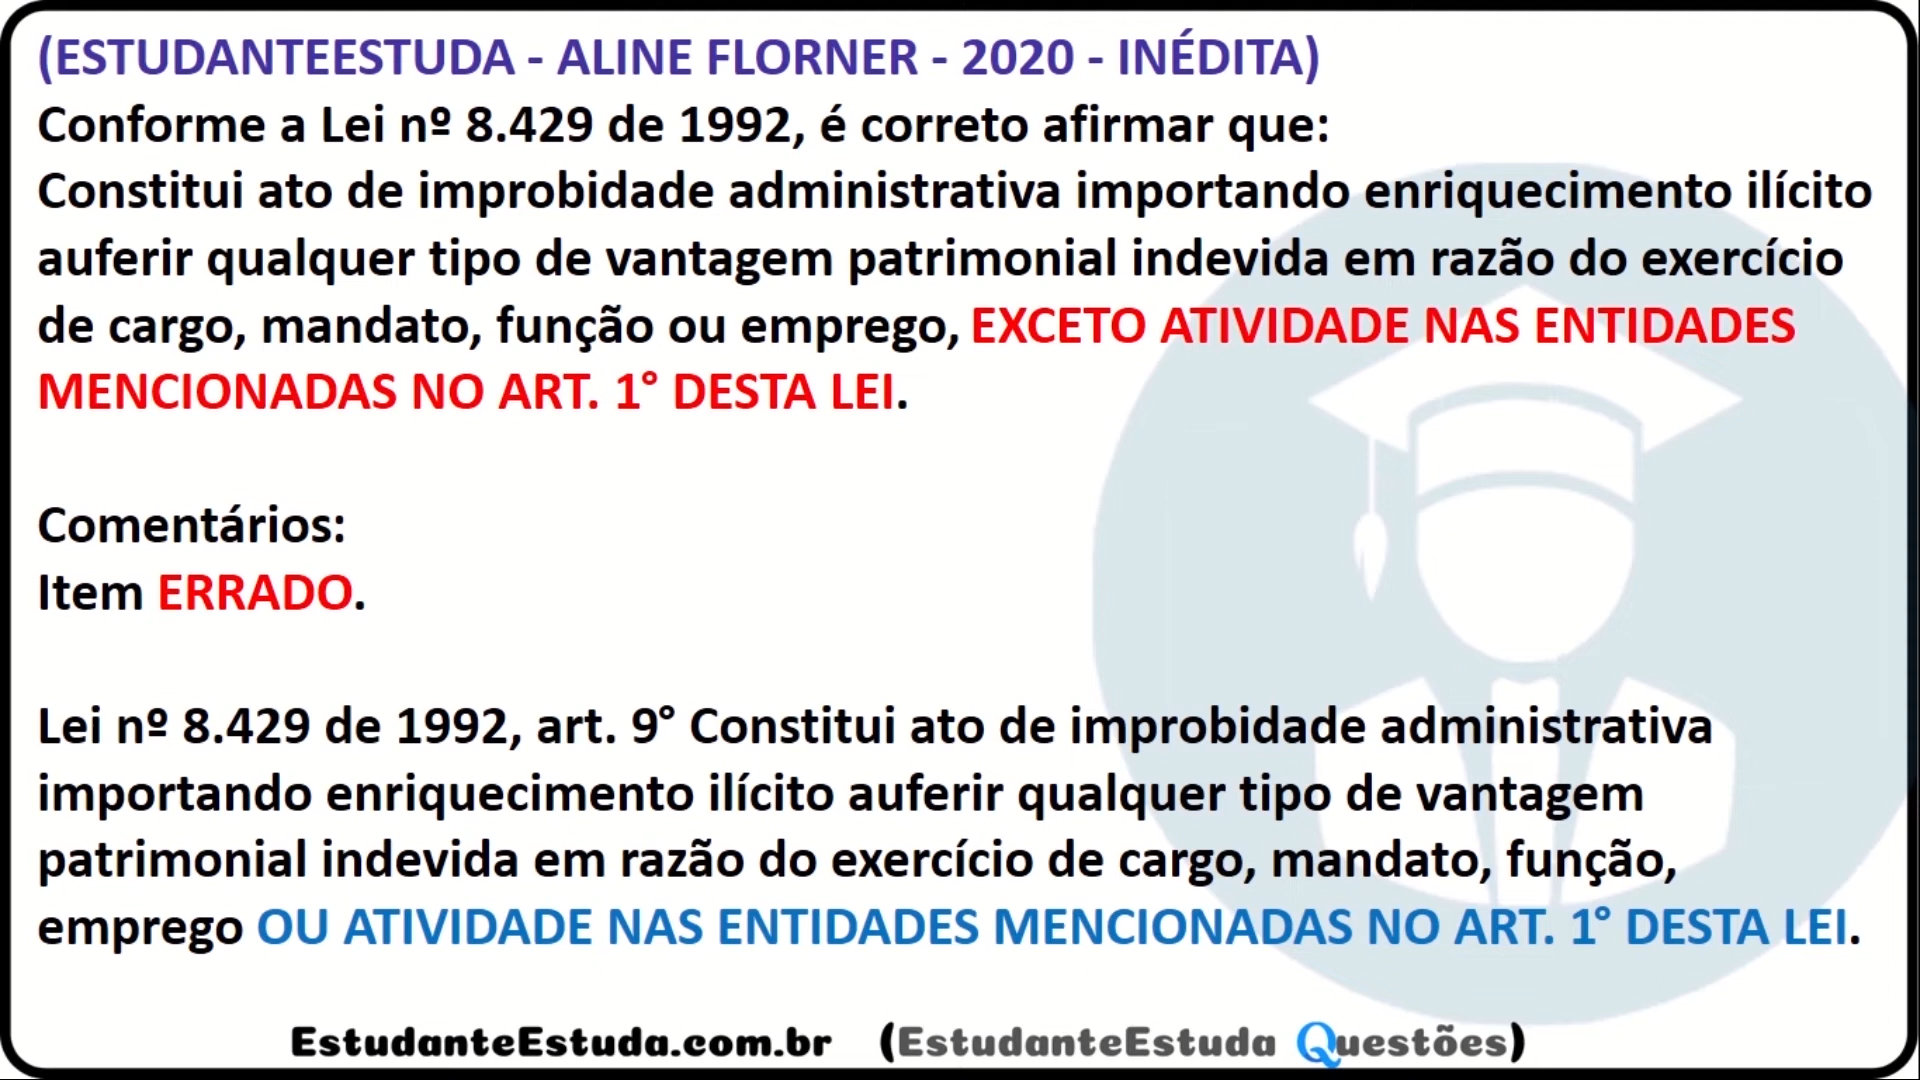 (ESTUDANTEESTUDA - ALINE FLORNER - 2020 - INÉDITA)
Conforme a Lei nº 8.429 de 1992, é correto afirmar que:
Constitui ato de improbidade administrativa importando enriquecimento ilícito
auferir qualquer tipo de vantagem patrimonial indevida em razão do exercício
de cargo, mandato, função ou emprego, EXCETO ATIVIDADE NAS ENTIDADES
MENCIONADAS NO ART. 1° DESTA LEI.
Comentários:
Item ERRADO.
Lei nº 8.429 de 1992, art. 9° Constitui ato de improbidade administrativa
importando enriquecimento ilícito auferir qualquer tipo de vantagem
patrimonial indevida em razão do exercício de cargo, mandato, função,
emprego OU ATIVIDADE NAS ENTIDADES MENCIONADAS NO ART. 1° DESTA LEI.
EstudanteEstuda.com.br (EstudanteEstuda Questões)